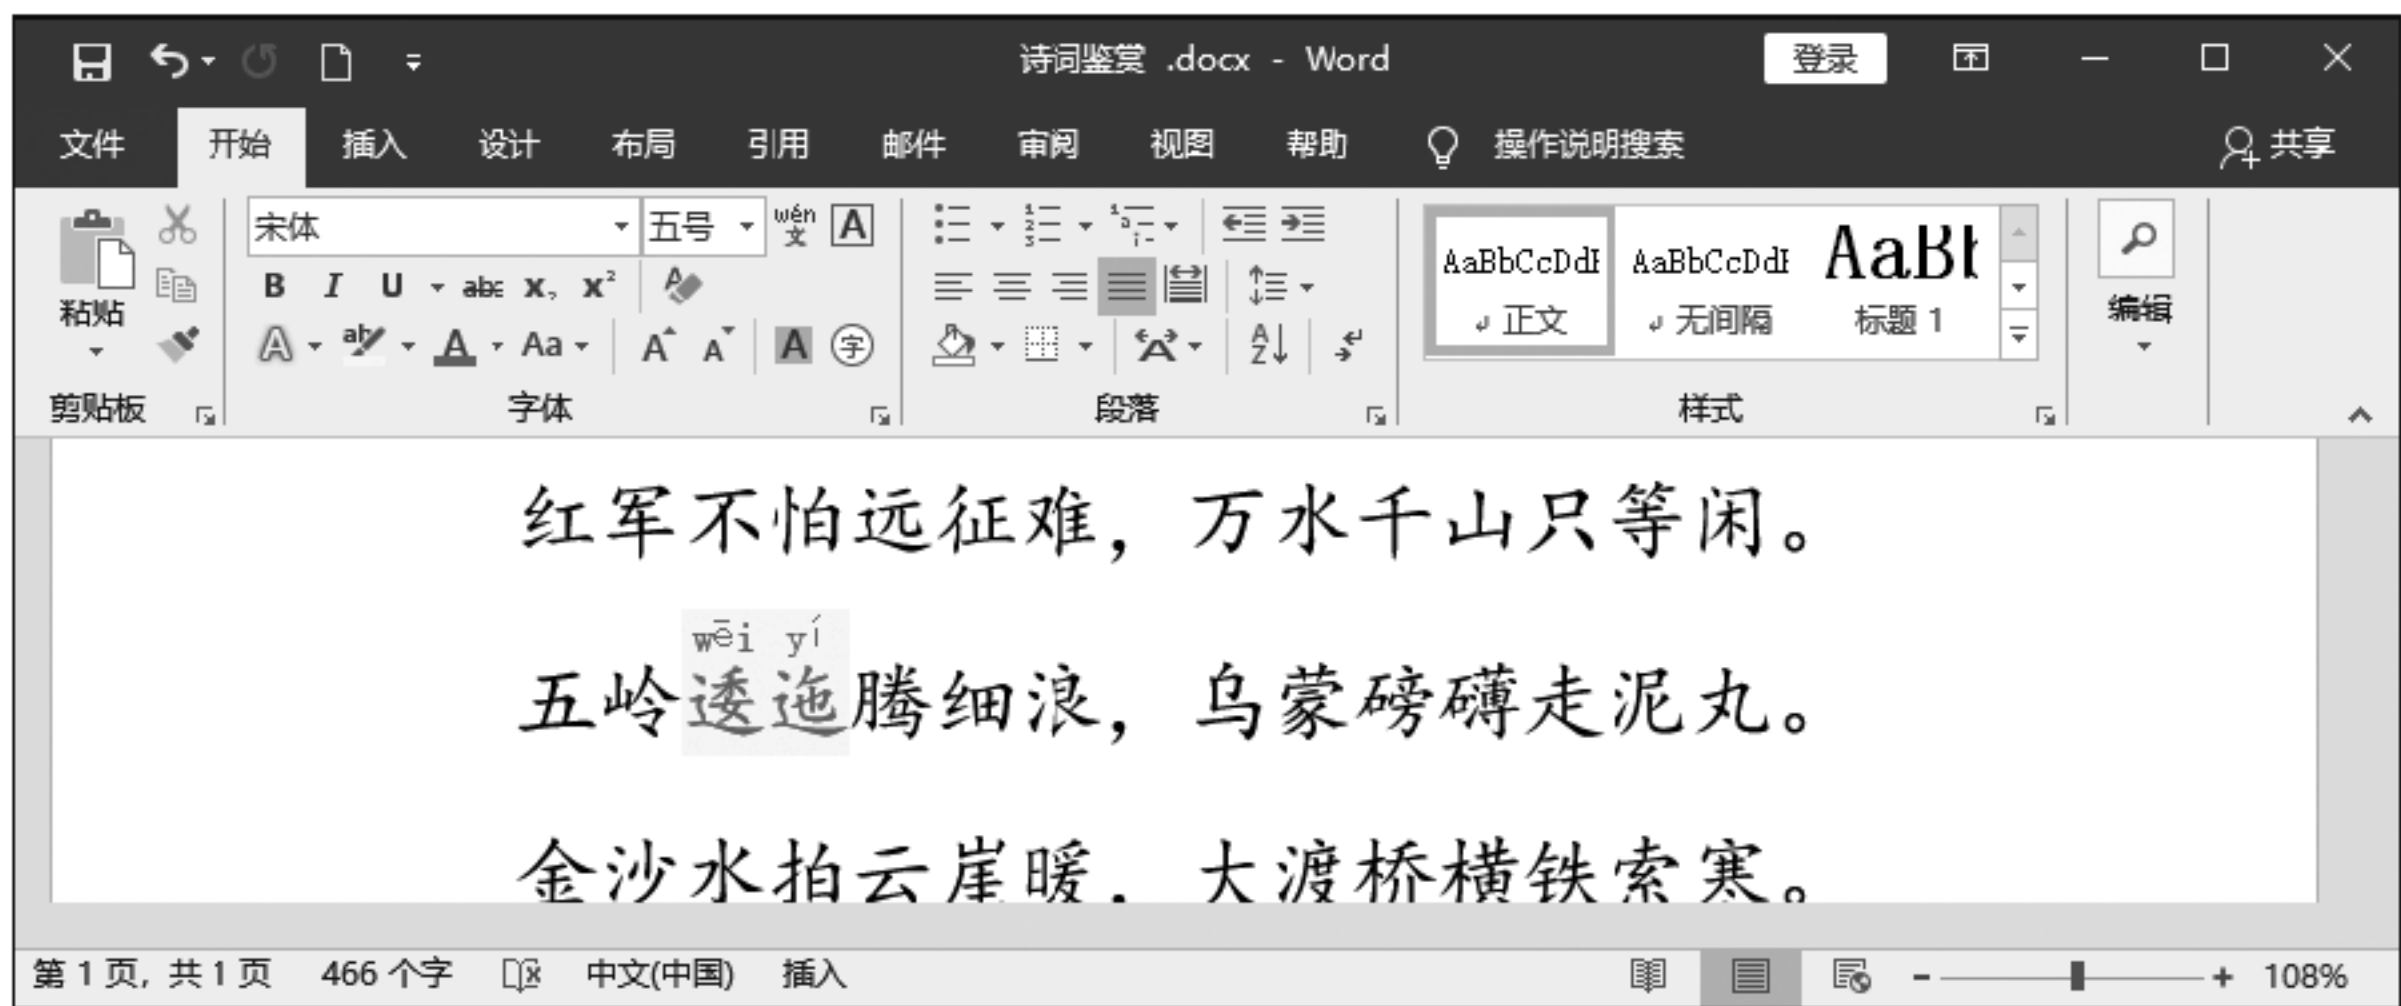 诗词鉴赏 .docx - Word
登录
文件 开始 插入 设计 布局 引用 邮件 审阅 视图 帮助 操作说明搜索 共享
粘贴
剪贴板
宋体 五号 wén 文 A
B I U abc x₂ x² A
A aby A Aa A A A 字
字体
段落
AaBbCcDdE AaBbCcDdE AaBb
正文 无间隔 标题 1
样式
编辑
红军不怕远征难，万水千山只等闲。
wēi yí
五岭逶迤腾细浪，乌蒙磅礴走泥丸。
金沙水拍云崖暖，大渡桥横铁索寒。
第 1 页, 共 1 页 466 个字 中文(中国) 插入 108%